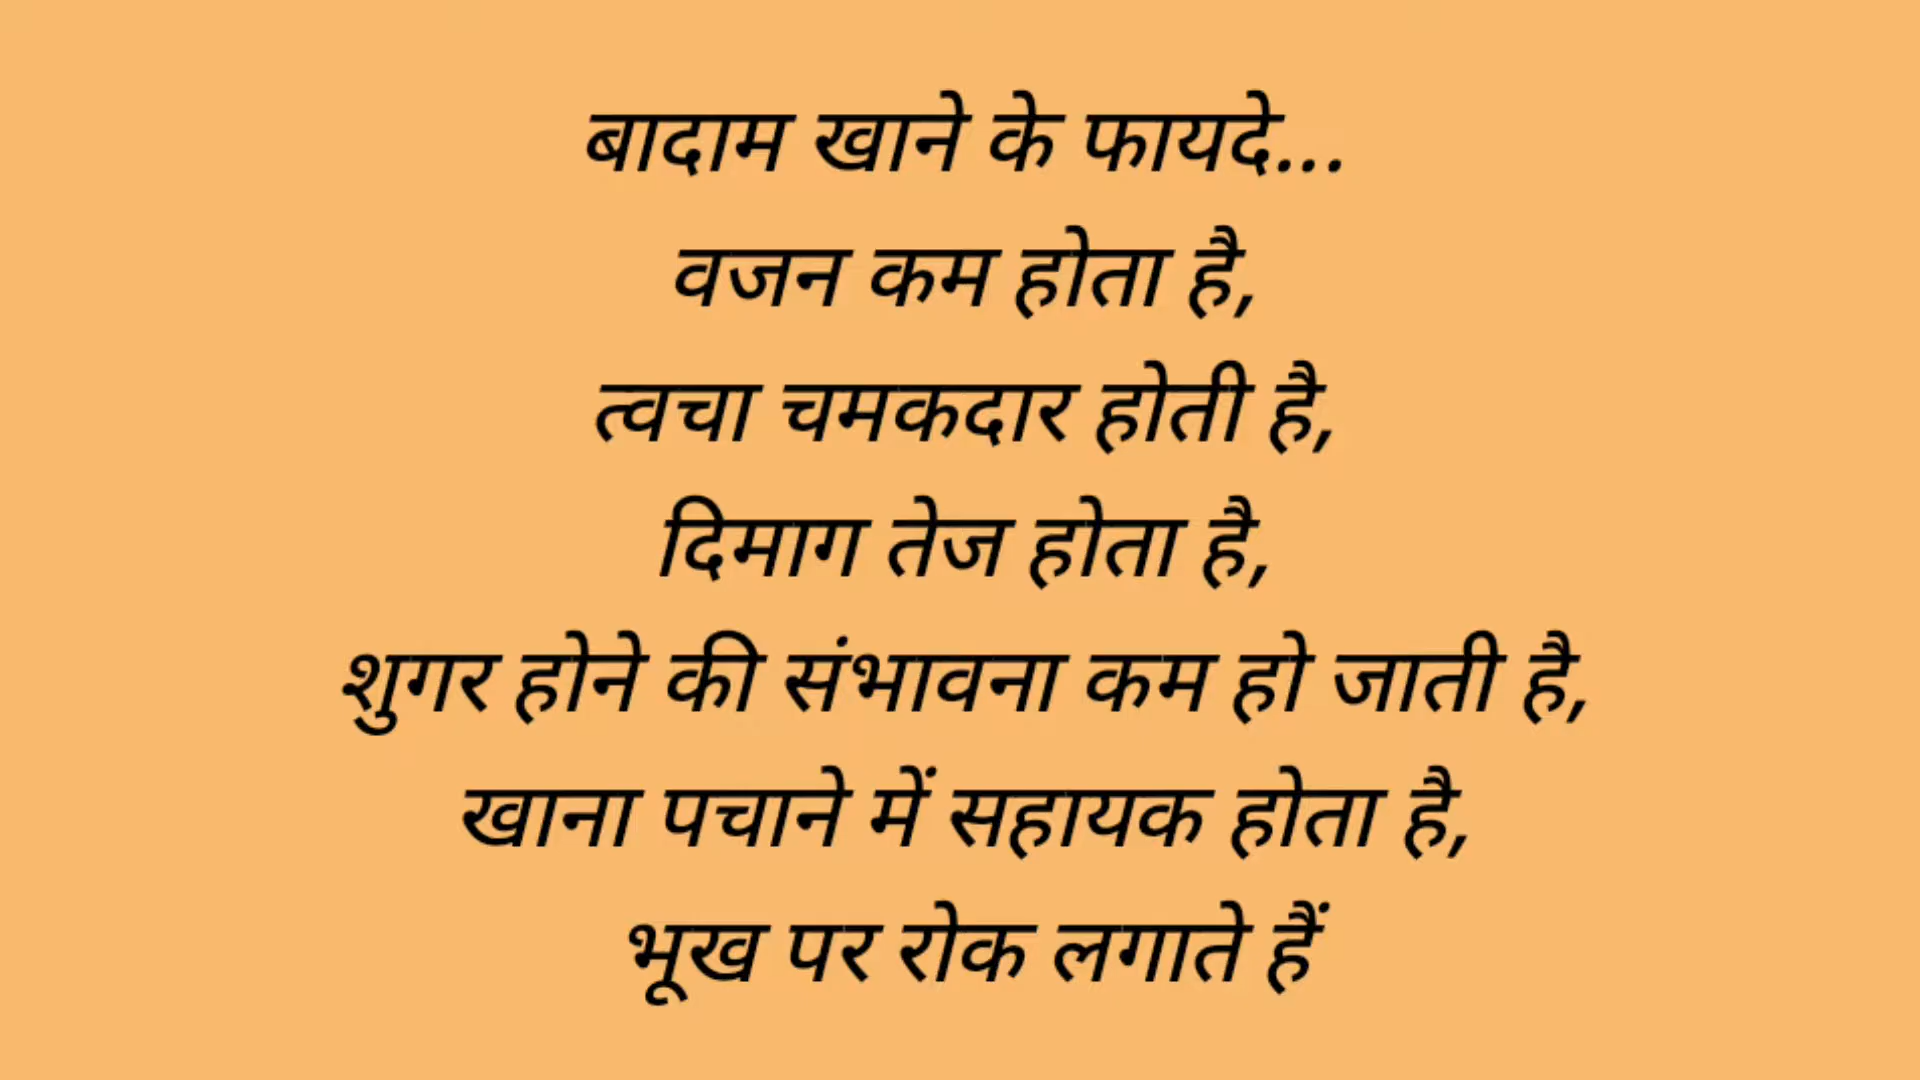 बादाम खाने के फायदे...
वजन कम होता है,
त्वचा चमकदार होती है,
दिमाग तेज होता है,
शुगर होने की संभावना कम हो जाती है,
खाना पचाने में सहायक होता है,
भूख पर रोक लगाते हैं